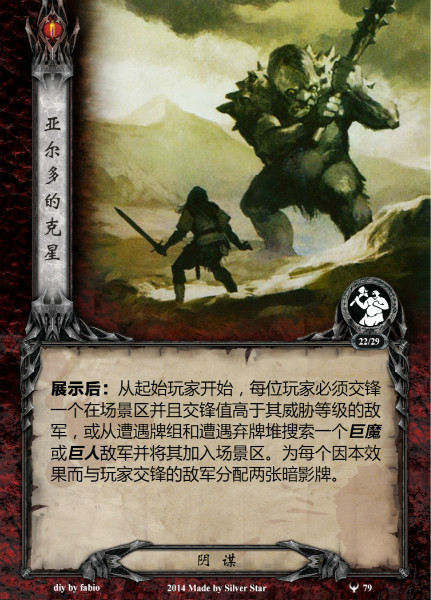 亚尔多的克星
22/29
展示后：从起始玩家开始，每位玩家必须交锋
一个在场景区并且交锋值高于其威胁等级的敌
军，或从遭遇牌组和遭遇弃牌堆搜索一个巨魔
或巨人敌军并将其加入场景区。为每个因本效
果而与玩家交锋的敌军分配两张暗影牌。
阴谋
diy by fabio
2014 Made by Silver Star
79